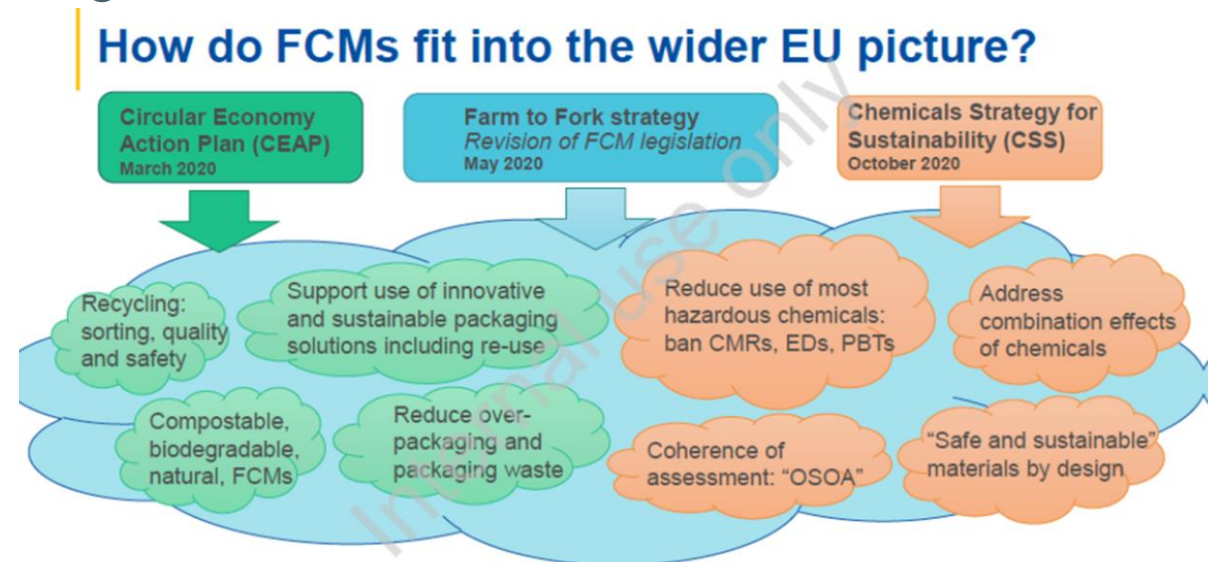 How do FCMs fit into the wider EU picture?
Circular Economy
Action Plan (CEAP)
March 2020
Farm to Fork strategy
Revision of FCM legislation
May 2020
Chemicals Strategy for
Sustainability (CSS)
October 2020
Recycling:
sorting, quality
and safety
Support use of innovative
and sustainable packaging
solutions including re-use
Reduce use of most
hazardous chemicals:
ban CMRs, EDs, PBTs
Address
combination effects
of chemicals
Compostable,
biodegradable,
natural, FCMs
Reduce over-
packaging and
packaging waste
Coherence of
assessment: “OSOA”
“Safe and sustainable”
materials by design
Internal use only